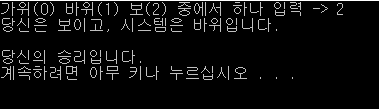 가위(0) 바위(1) 보(2) 중에서 하나 입력 -> 2
당신은 보이고, 시스템은 바위입니다.
당신의 승리입니다.
계속하려면 아무 키나 누르십시오 . . .